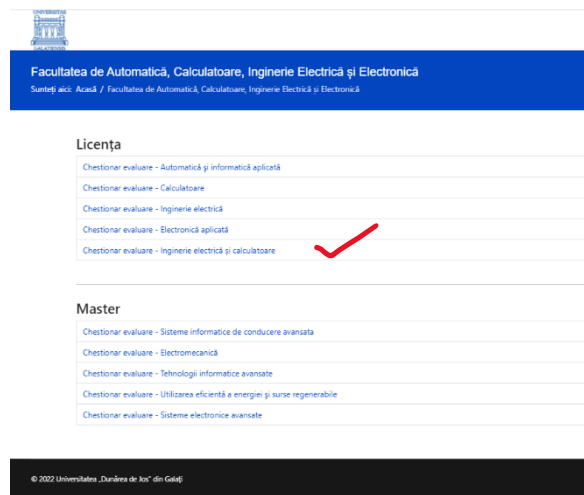 UNIVERSITAS
GALATIENSIS
Facultatea de Automatică, Calculatoare, Inginerie Electrică și Electronică
Sunteți aici: Acasă / Facultatea de Automatică, Calculatoare, Inginerie Electrică și Electronică
Licența
Chestionar evaluare - Automatică și informatică aplicată
Chestionar evaluare - Calculatoare
Chestionar evaluare - Inginerie electrică
Chestionar evaluare - Electronică aplicată
Chestionar evaluare - Inginerie electrică și calculatoare
Master
Chestionar evaluare - Sisteme informatice de conducere avansata
Chestionar evaluare - Electromecanică
Chestionar evaluare - Tehnologii informatice avansate
Chestionar evaluare - Utilizarea eficientă a energiei și surse regenerabile
Chestionar evaluare - Sisteme electronice avansate
© 2022 Universitatea „Dunărea de Jos" din Galați